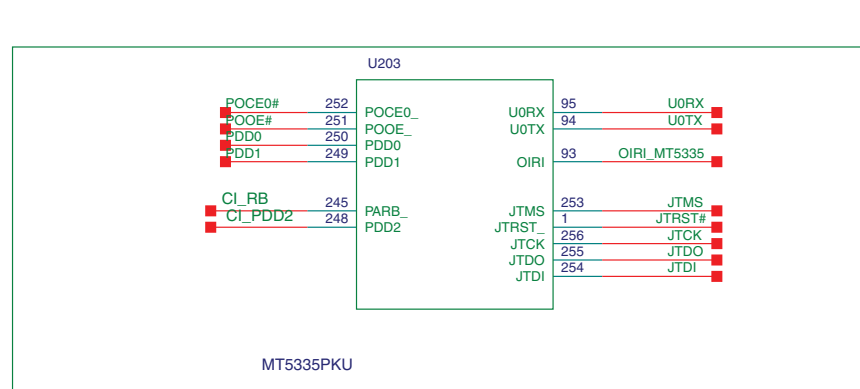 U203
POCE0# 252 POCE0_ U0RX 95 U0RX
POOE# 251 POOE_ U0TX 94 U0TX
PDD0 250 PDD0
PDD1 249 PDD1 OIRI 93 OIRI_MT5335
CI_RB 245 PARB_ JTMS 253 JTMS
CI_PDD2 248 PDD2 JTRST_ 1 JTRST#
JTCK 256 JTCK
JTDO 255 JTDO
JTDI 254 JTDI
MT5335PKU